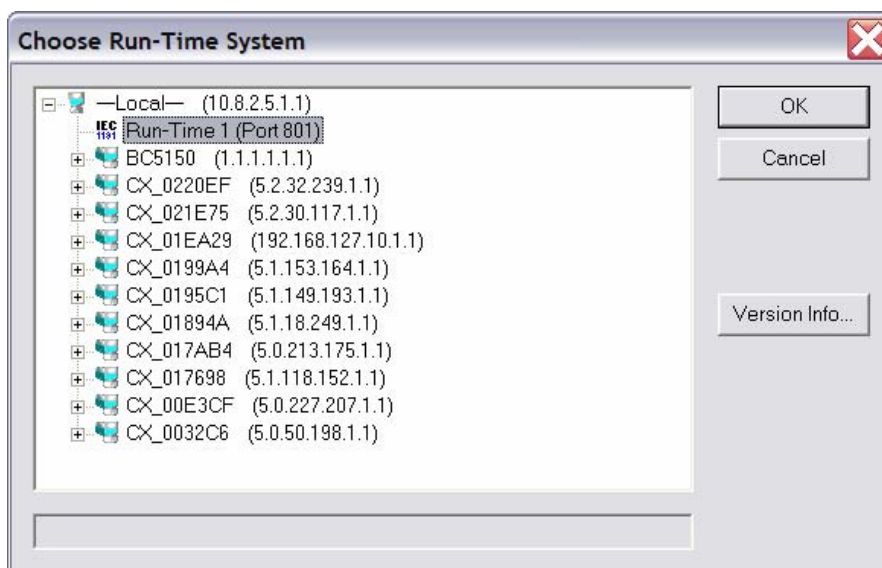 Choose Run-Time System
—Local— (10.8.2.5.1.1)
IEC 1131 Run-Time 1 (Port 801)
BC5150 (1.1.1.1.1.1)
CX_0220EF (5.2.32.239.1.1)
CX_021E75 (5.2.30.117.1.1)
CX_01EA29 (192.168.127.10.1.1)
CX_0199A4 (5.1.153.164.1.1)
CX_0195C1 (5.1.149.193.1.1)
CX_01894A (5.1.18.249.1.1)
CX_017AB4 (5.0.213.175.1.1)
CX_017698 (5.1.118.152.1.1)
CX_00E3CF (5.0.227.207.1.1)
CX_0032C6 (5.0.50.198.1.1)
OK
Cancel
Version Info...